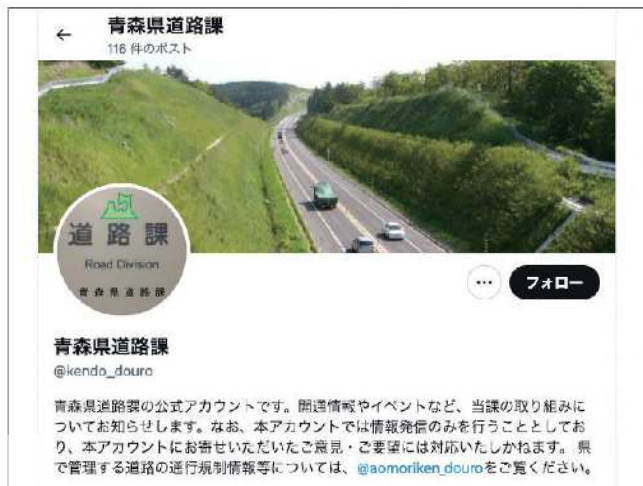 青森県道路課
116 件のポスト
道路課
Road Division
青森県道路課
フォロー
青森県道路課
@kendo_douro
青森県道路課の公式アカウントです。開通情報やイベントなど、当課の取り組みに
ついてお知らせします。なお、本アカウントでは情報発信のみを行うこととしてお
り、本アカウントにお寄せいただいたご意見・ご要望には対応いたしかねます。 県
で管理する道路の通行規制情報等については、@aomoriken_douroをご覧ください。